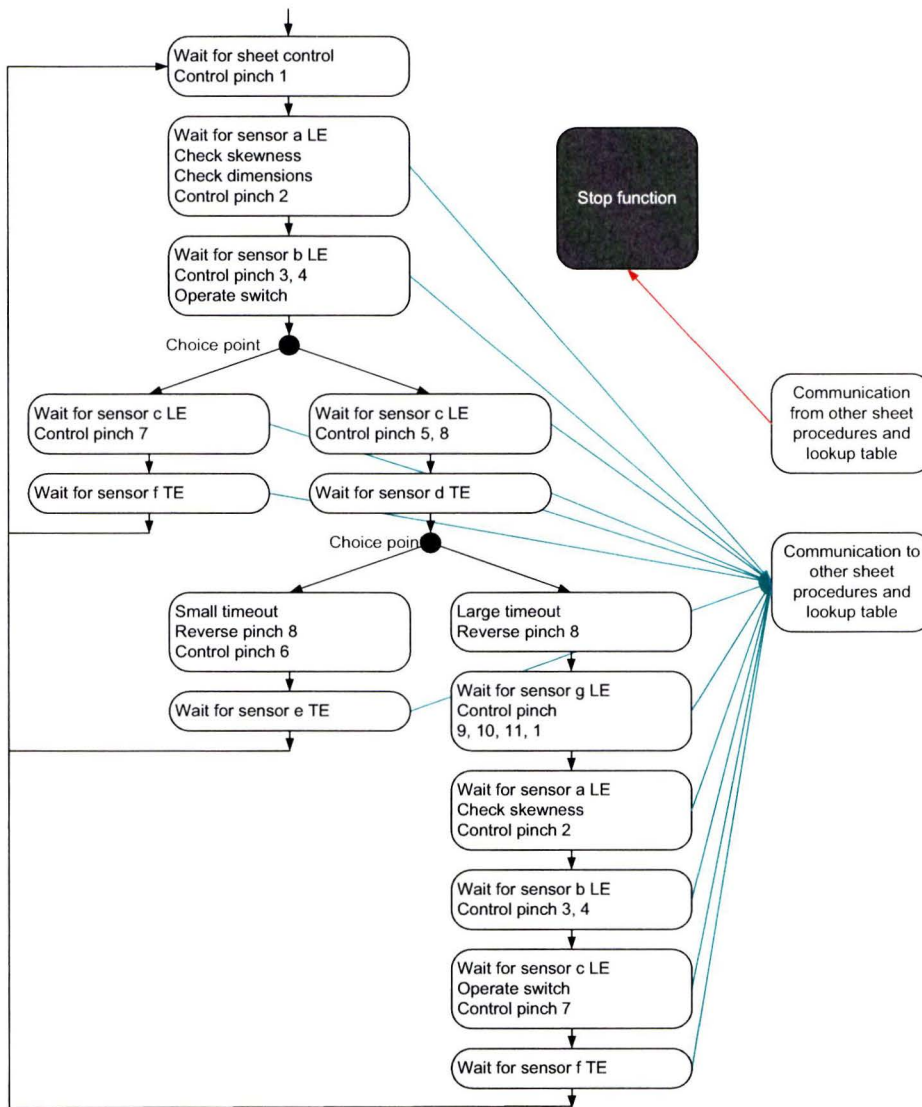 Wait for sheet control
Control pinch 1
Wait for sensor a LE
Check skewness
Check dimensions
Control pinch 2
Stop function
Wait for sensor b LE
Control pinch 3, 4
Operate switch
Choice point
Communication
from other sheet
procedures and
lookup table
Wait for sensor c LE
Control pinch 7
Wait for sensor c LE
Control pinch 5, 8
Wait for sensor f TE
Wait for sensor d TE
Choice point
Communication to
other sheet
procedures and
lookup table
Small timeout
Reverse pinch 8
Control pinch 6
Large timeout
Reverse pinch 8
Wait for sensor e TE
Wait for sensor g LE
Control pinch
9, 10, 11, 1
Wait for sensor a LE
Check skewness
Control pinch 2
Wait for sensor b LE
Control pinch 3, 4
Wait for sensor c LE
Operate switch
Control pinch 7
Wait for sensor f TE